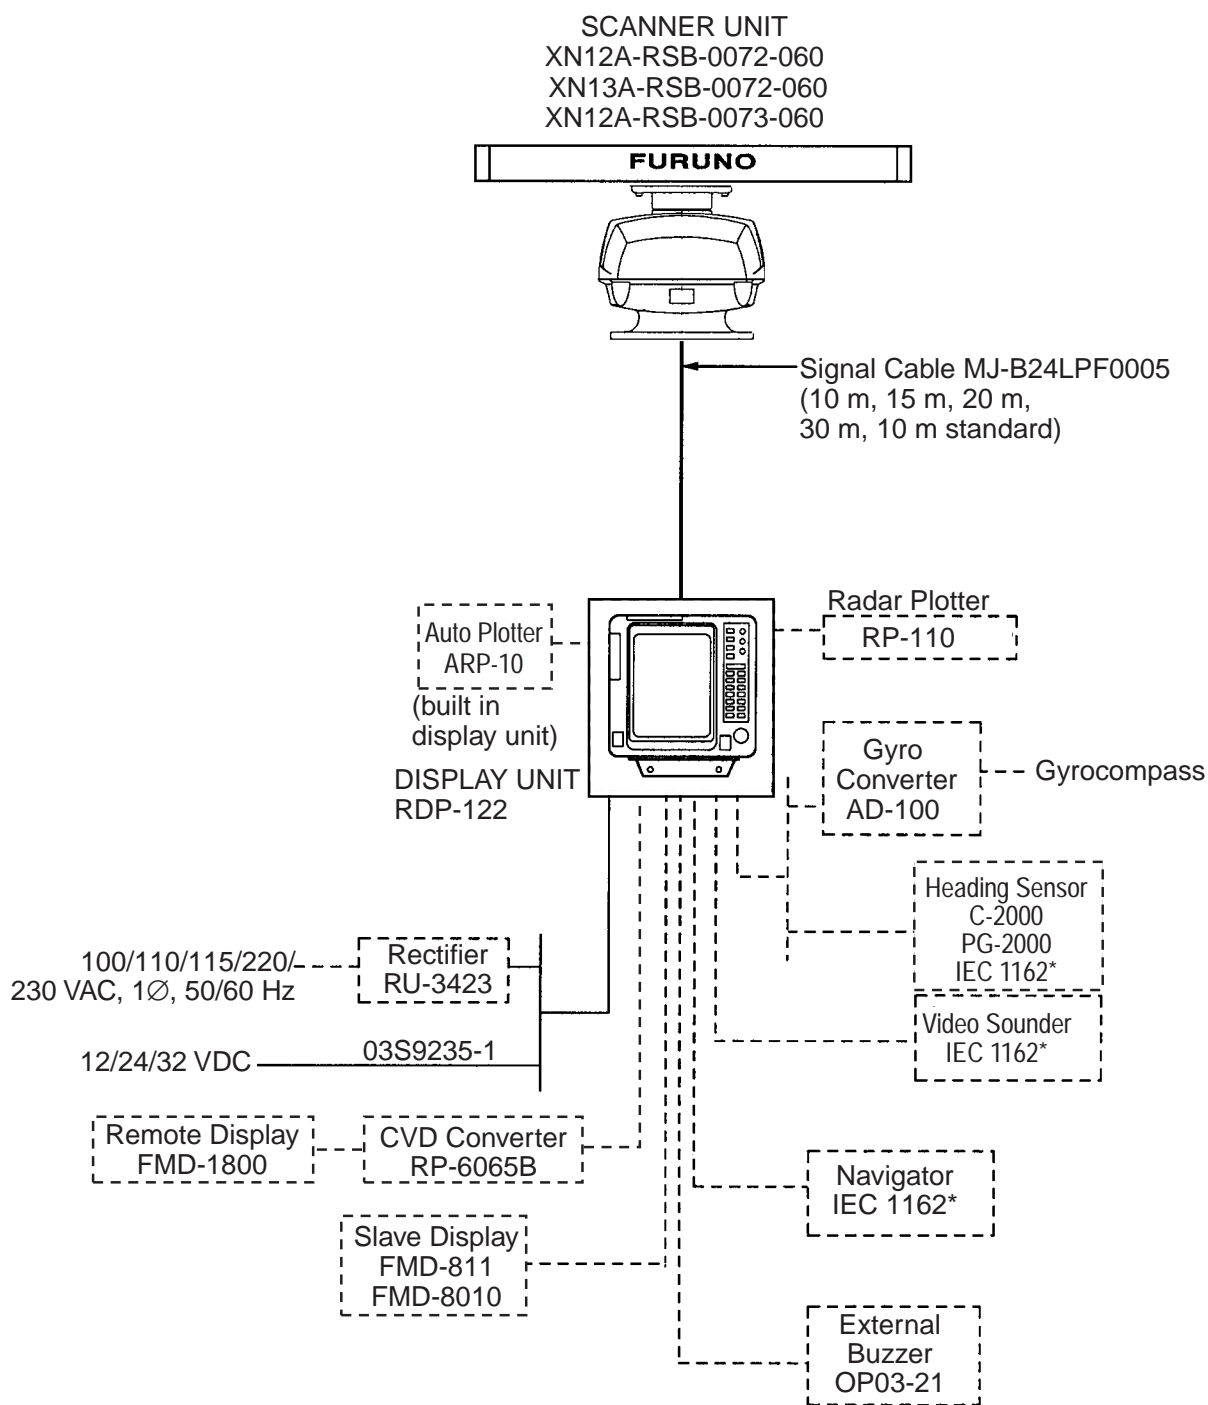 SCANNER UNIT
XN12A-RSB-0072-060
XN13A-RSB-0072-060
XN12A-RSB-0073-060
FURUNO
Signal Cable MJ-B24LPF0005
(10 m, 15 m, 20 m,
30 m, 10 m standard)
Auto Plotter
ARP-10
(built in
display unit)
DISPLAY UNIT
RDP-122
Radar Plotter
RP-110
Gyro
Converter
AD-100
Gyrocompass
Heading Sensor
C-2000
PG-2000
IEC 1162*
100/110/115/220/
230 VAC, 1∅, 50/60 Hz
Rectifier
RU-3423
12/24/32 VDC
03S9235-1
Video Sounder
IEC 1162*
Remote Display
FMD-1800
CVD Converter
RP-6065B
Navigator
IEC 1162*
Slave Display
FMD-811
FMD-8010
External
Buzzer
OP03-21